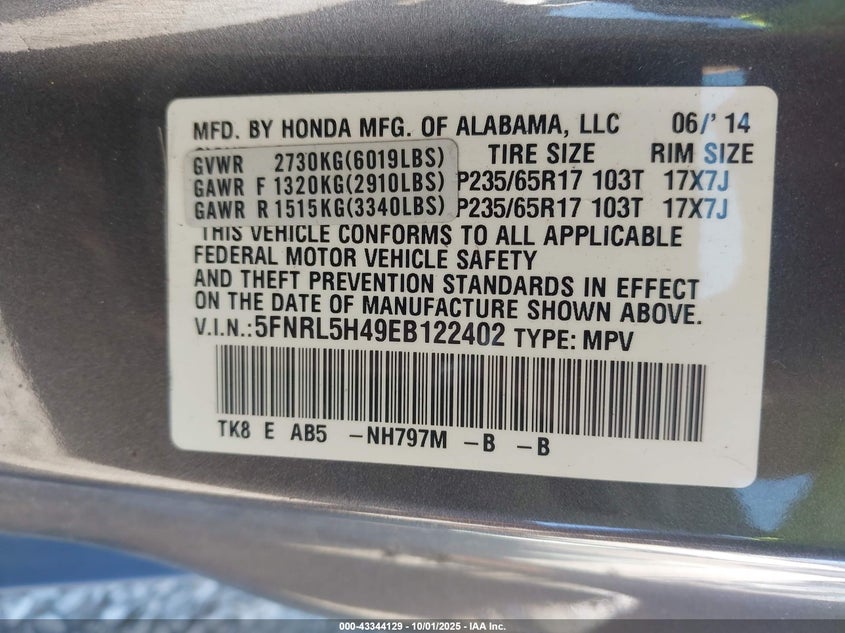 MFD. BY HONDA MFG. OF ALABAMA, LLC 06/'14
TIRE SIZE RIM SIZE
GVWR 2730KG(6019LBS)
GAWR F 1320KG(2910LBS) P235/65R17 103T 17X7J
GAWR R 1515KG(3340LBS) P235/65R17 103T 17X7J
THIS VEHICLE CONFORMS TO ALL APPLICABLE
FEDERAL MOTOR VEHICLE SAFETY
AND THEFT PREVENTION STANDARDS IN EFFECT
ON THE DATE OF MANUFACTURE SHOWN ABOVE.
V.I.N.:5FNRL5H49EB122402 TYPE: MPV
TK8 E AB5 -NH797M -B -B
000-43344129 - 10/01/2025 - IAA Inc.